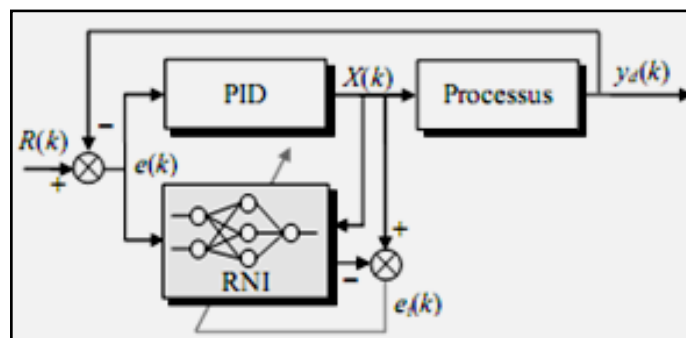 PID
X(k)
Processus
y_d(k)
R(k)
−
+
e(k)
+
−
RNI
e_i(k)